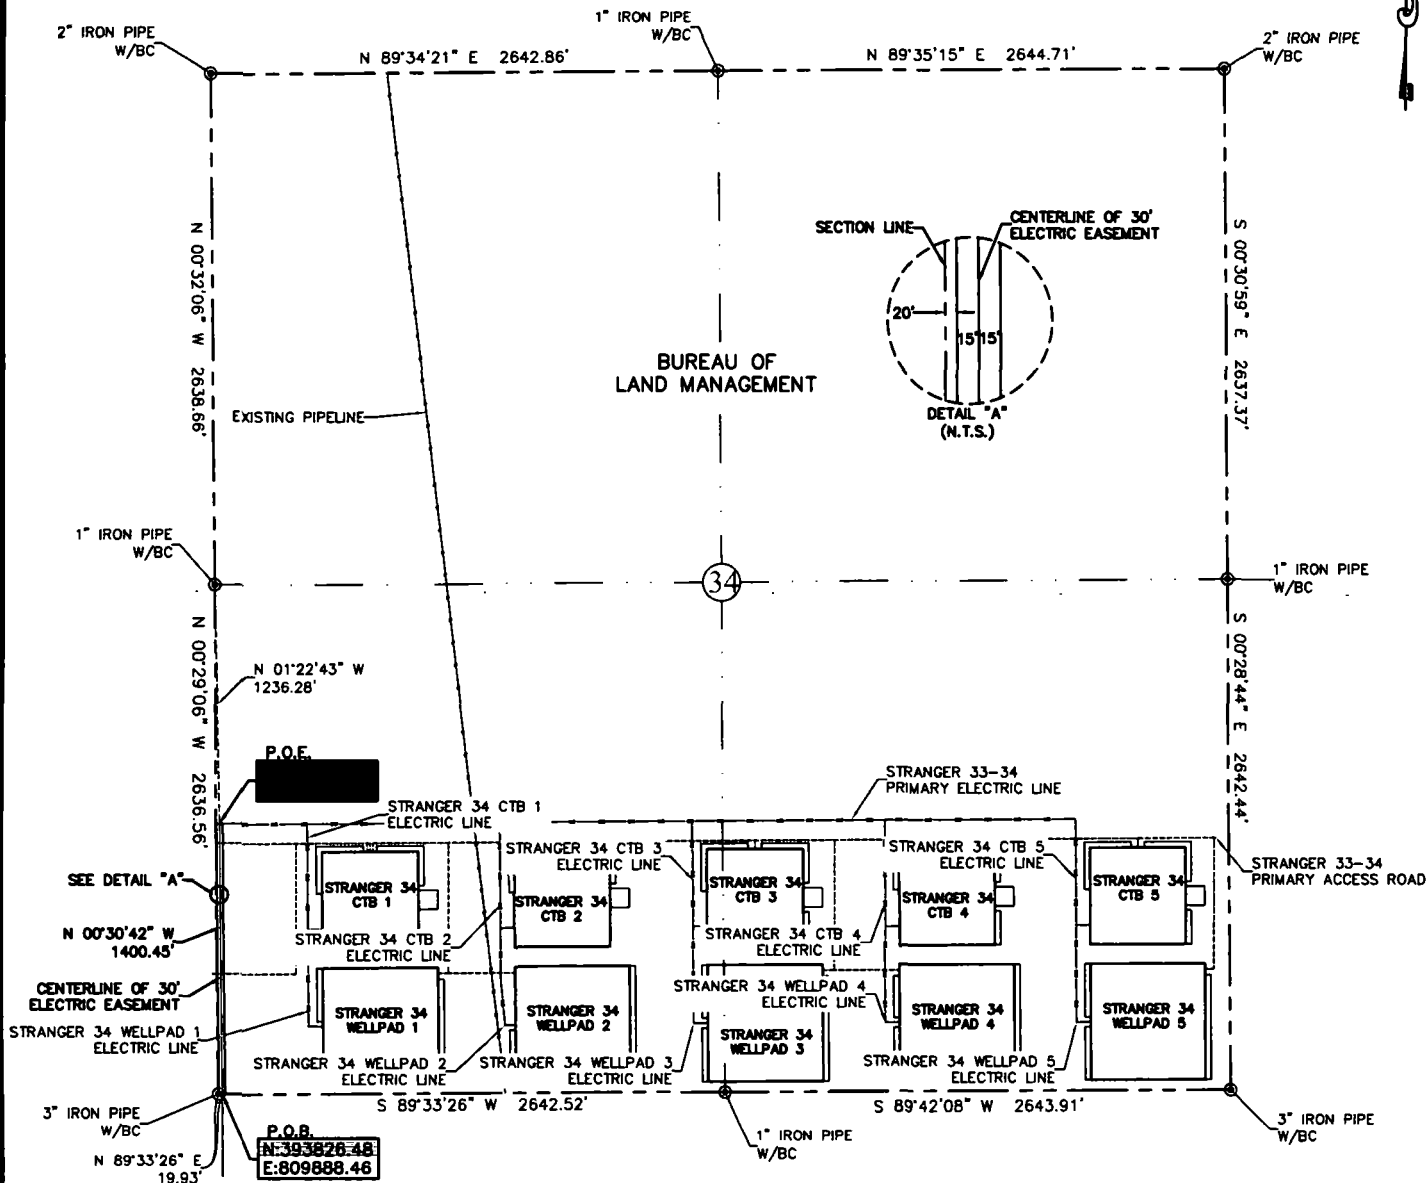 2" IRON PIPE
W/BC
N 89°34'21" E 2642.86'
1" IRON PIPE
W/BC
N 89°35'15" E 2644.71'
2" IRON PIPE
W/BC
N 00°32'06" W 2638.66'
SECTION LINE
CENTERLINE OF 30'
ELECTRIC EASEMENT
20'
15'
15'
DETAIL "A"
(N.T.S.)
S 00°30'59" E 2637.37'
BUREAU OF
LAND MANAGEMENT
EXISTING PIPELINE
1" IRON PIPE
W/BC
34
1" IRON PIPE
W/BC
N 00°29'06" W 2636.56'
N 01°22'43" W
1236.28'
S 00°28'44" E 2642.44'
P.O.E.
STRANGER 34 CTB 1
ELECTRIC LINE
STRANGER 33-34
PRIMARY ELECTRIC LINE
STRANGER 34 CTB 3
ELECTRIC LINE
STRANGER 34 CTB 5
ELECTRIC LINE
STRANGER 33-34
PRIMARY ACCESS ROAD
SEE DETAIL "A"
STRANGER 34
CTB 1
STRANGER 34
CTB 2
STRANGER 34
CTB 3
STRANGER 34
CTB 4
STRANGER 34
CTB 5
N 00°30'42" W
1400.45'
STRANGER 34 CTB 2
ELECTRIC LINE
STRANGER 34 CTB 4
ELECTRIC LINE
CENTERLINE OF 30'
ELECTRIC EASEMENT
STRANGER 34 WELLPAD 4
ELECTRIC LINE
STRANGER 34 WELLPAD 1
ELECTRIC LINE
STRANGER 34
WELLPAD 1
STRANGER 34
WELLPAD 2
STRANGER 34
WELLPAD 3
STRANGER 34
WELLPAD 4
STRANGER 34
WELLPAD 5
STRANGER 34 WELLPAD 2
ELECTRIC LINE
STRANGER 34 WELLPAD 3
ELECTRIC LINE
STRANGER 34 WELLPAD 5
ELECTRIC LINE
3" IRON PIPE
W/BC
S 89°33'26" W 2642.52'
S 89°42'08" W 2643.91'
1" IRON PIPE
W/BC
3" IRON PIPE
W/BC
P.O.B.
N:393826.48
E:809888.46
N 89°33'26" E
19.93'